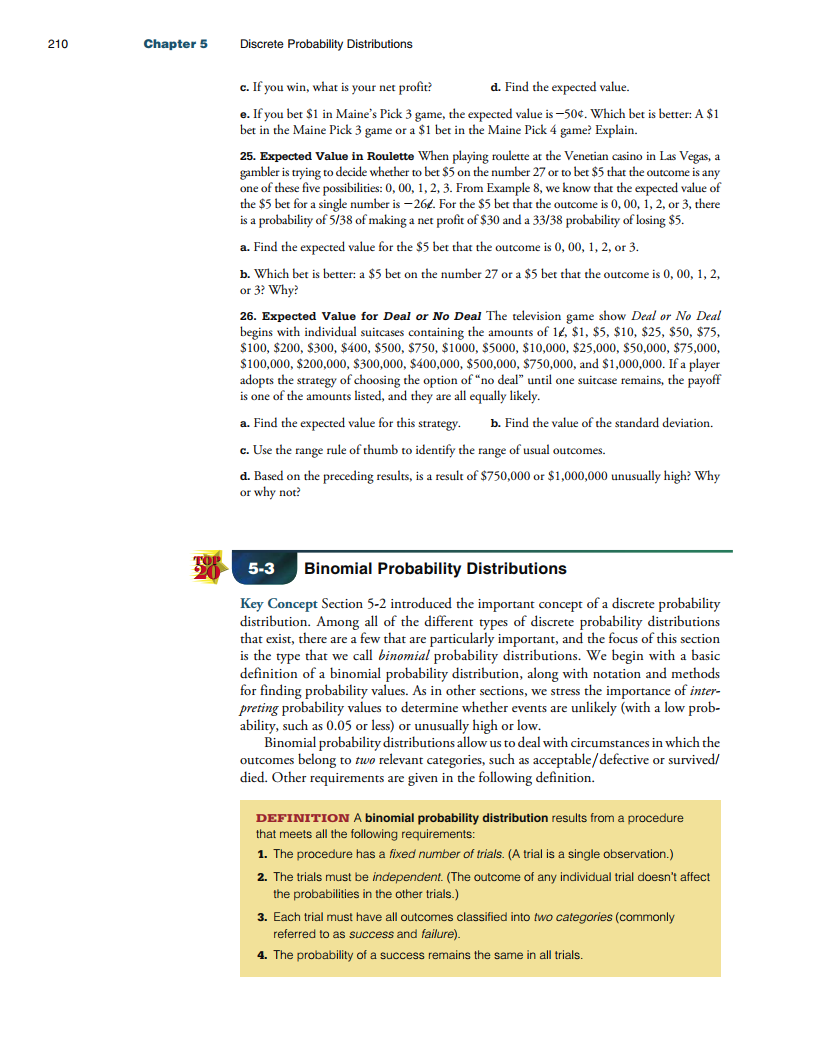 210 Chapter 5 Discrete Probability Distributions
c. If you win, what is your net profit? d. Find the expected value.
e. If you bet $1 in Maine's Pick 3 game, the expected value is −50¢. Which bet is better: A $1
bet in the Maine Pick 3 game or a $1 bet in the Maine Pick 4 game? Explain.
25. Expected Value in Roulette When playing roulette at the Venetian casino in Las Vegas, a
gambler is trying to decide whether to bet $5 on the number 27 or to bet $5 that the outcome is any
one of these five possibilities: 0, 00, 1, 2, 3. From Example 8, we know that the expected value of
the $5 bet for a single number is −26¢. For the $5 bet that the outcome is 0, 00, 1, 2, or 3, there
is a probability of 5/38 of making a net profit of $30 and a 33/38 probability of losing $5.
a. Find the expected value for the $5 bet that the outcome is 0, 00, 1, 2, or 3.
b. Which bet is better: a $5 bet on the number 27 or a $5 bet that the outcome is 0, 00, 1, 2,
or 3? Why?
26. Expected Value for Deal or No Deal The television game show Deal or No Deal
begins with individual suitcases containing the amounts of 1¢, $1, $5, $10, $25, $50, $75,
$100, $200, $300, $400, $500, $750, $1000, $5000, $10,000, $25,000, $50,000, $75,000,
$100,000, $200,000, $300,000, $400,000, $500,000, $750,000, and $1,000,000. If a player
adopts the strategy of choosing the option of "no deal" until one suitcase remains, the payoff
is one of the amounts listed, and they are all equally likely.
a. Find the expected value for this strategy. b. Find the value of the standard deviation.
c. Use the range rule of thumb to identify the range of usual outcomes.
d. Based on the preceding results, is a result of $750,000 or $1,000,000 unusually high? Why
or why not?
TOP
20
5-3 Binomial Probability Distributions
Key Concept Section 5-2 introduced the important concept of a discrete probability
distribution. Among all of the different types of discrete probability distributions
that exist, there are a few that are particularly important, and the focus of this section
is the type that we call binomial probability distributions. We begin with a basic
definition of a binomial probability distribution, along with notation and methods
for finding probability values. As in other sections, we stress the importance of inter-
preting probability values to determine whether events are unlikely (with a low prob-
ability, such as 0.05 or less) or unusually high or low.
Binomial probability distributions allow us to deal with circumstances in which the
outcomes belong to two relevant categories, such as acceptable/defective or survived/
died. Other requirements are given in the following definition.
DEFINITION A binomial probability distribution results from a procedure
that meets all the following requirements:
1. The procedure has a fixed number of trials. (A trial is a single observation.)
2. The trials must be independent. (The outcome of any individual trial doesn't affect
the probabilities in the other trials.)
3. Each trial must have all outcomes classified into two categories (commonly
referred to as success and failure).
4. The probability of a success remains the same in all trials.